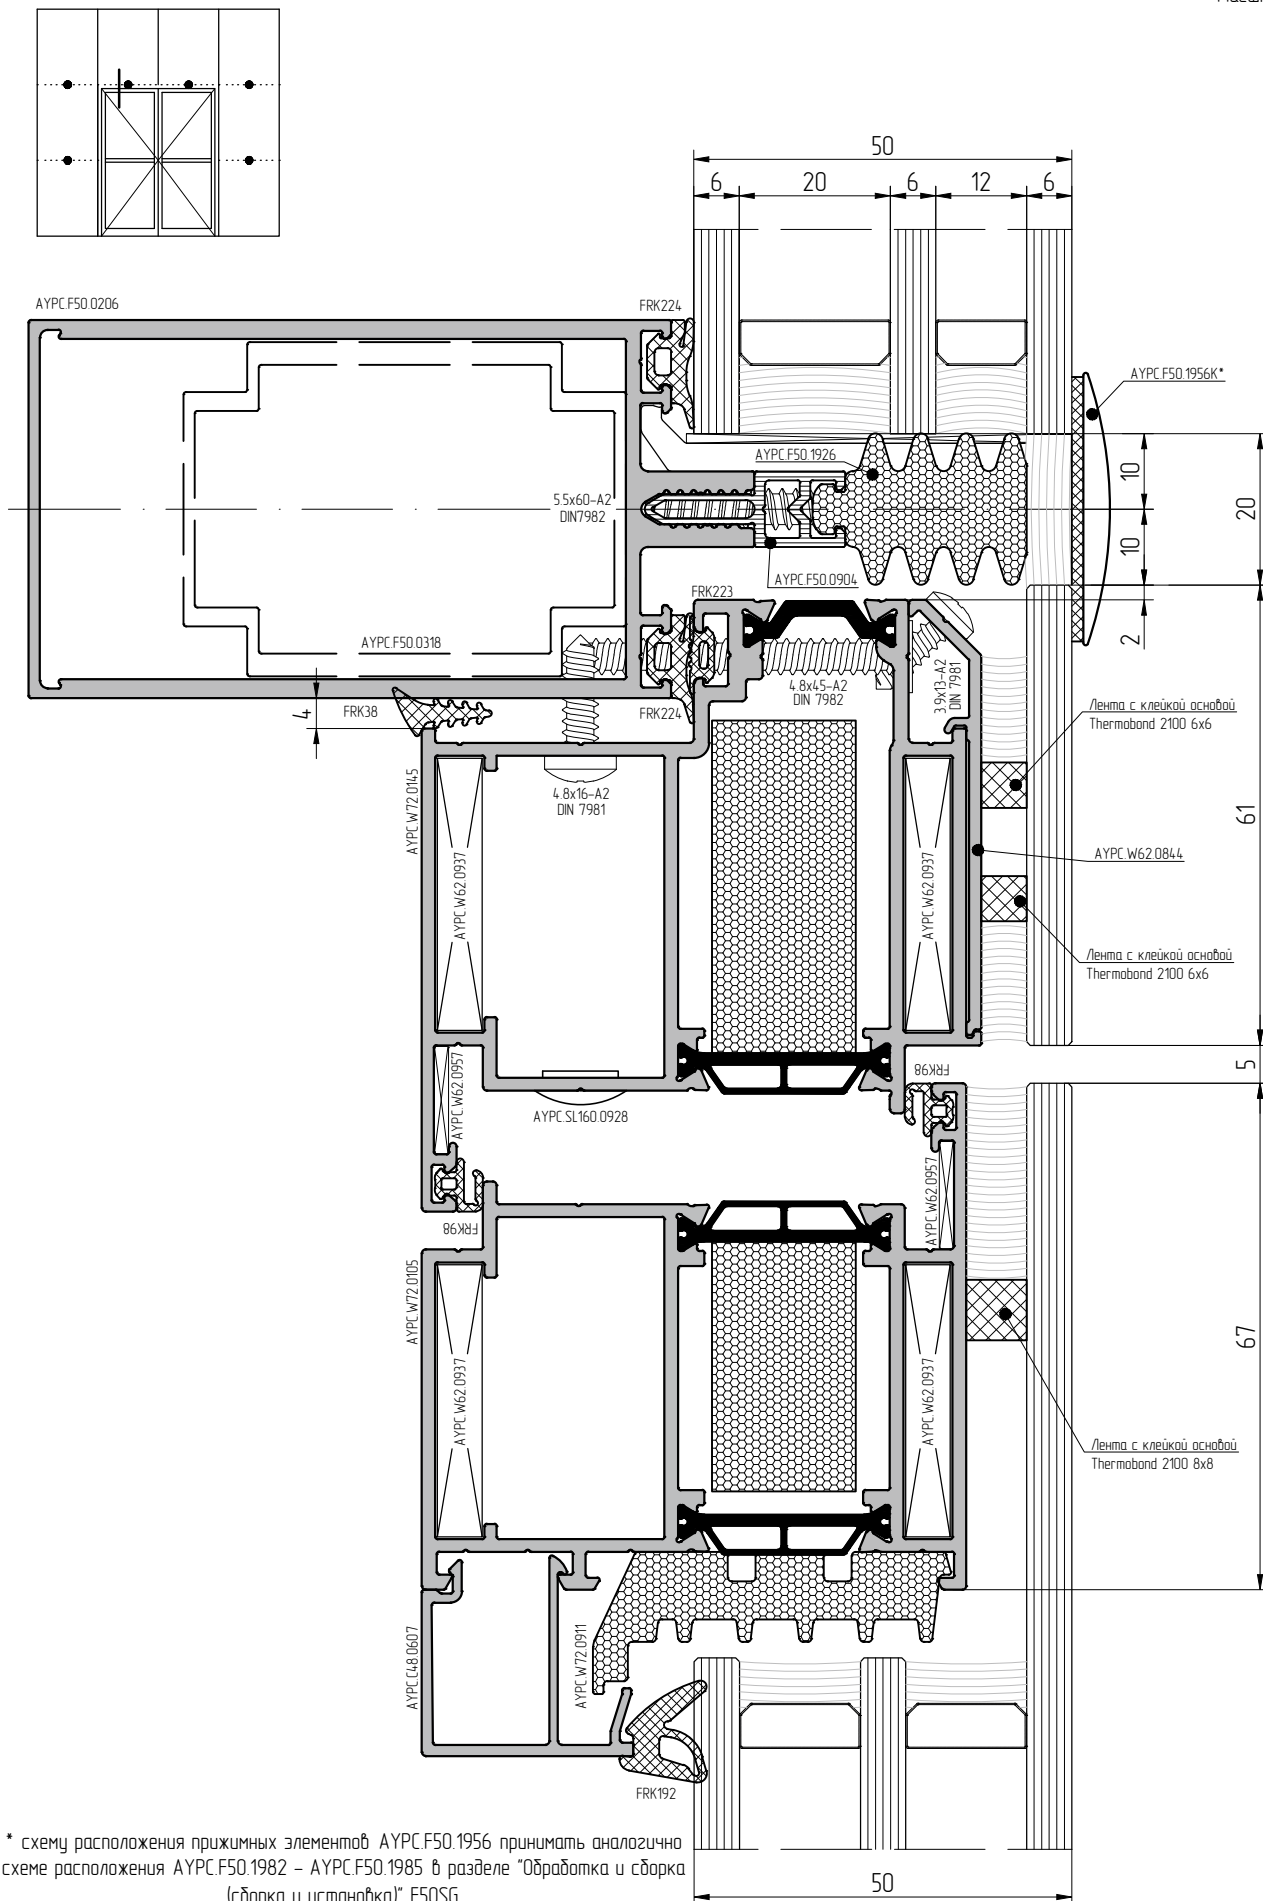 50
6
20
6
12
6
AYPC.F50.0206
FRK224
AYPC.F50.1956K*
AYPC.F50.1926
5.5x60-A2
DIN7982
10
10
20
AYPC.F50.0904
FRK223
2
AYPC.F50.0318
4.8x45-A2
DIN 7982
3.9x13-A2
DIN 7981
4
FRK38
FRK224
Лента с клейкой основой
Thermobond 2100 6x6
4.8x16-A2
DIN 7981
AYPC.W72.0145
61
AYPC.W62.0937
AYPC.W62.0937
AYPC.W62.0844
Лента с клейкой основой
Thermobond 2100 6x6
AYPC.W62.0957
FRK98
5
AYPC.SL160.0928
AYPC.W62.0957
FRK98
AYPC.W72.0105
67
AYPC.W62.0937
AYPC.W62.0937
Лента с клейкой основой
Thermobond 2100 8x8
AYPC.C48.0607
AYPC.W72.0911
FRK192
* схему расположения прижимных элементов AYPC.F50.1956 принимать аналогично
схеме расположения AYPC.F50.1982 - AYPC.F50.1985 в разделе "Обработка и сборка
(сборка и установка)" F50SG
50